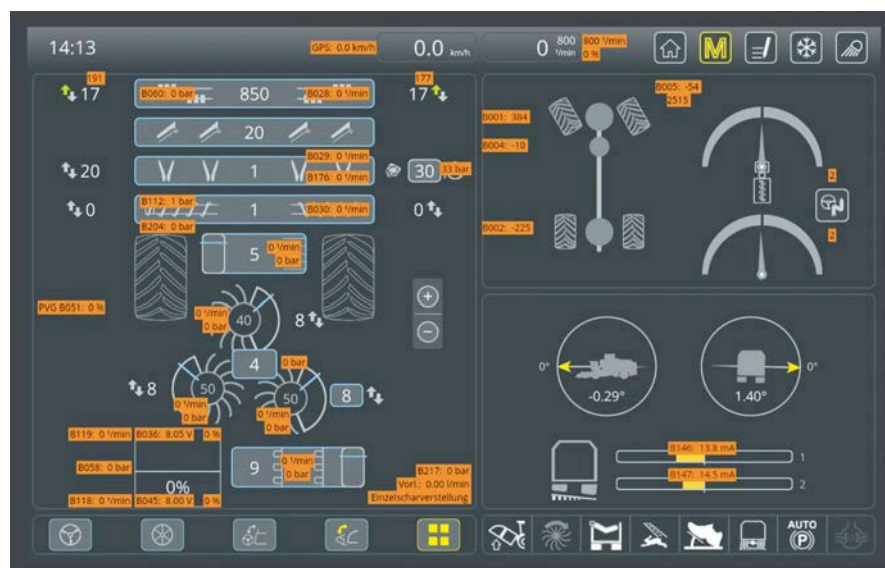 14:13
GPS: 0.0 km/h
0.0 km/h
0 800 1/min
800 1/min
0 %
M
191
17
B060: 0 bar
850
B028: 0 1/min
177
17
20
20
1
B029: 0 1/min
B176: 0 1/min
30
33 bar
0
B112: 1 bar
B204: 0 bar
1
B030: 0 1/min
0
5
0 1/min
0 bar
PVG B051: 0 %
0 1/min
0 bar
40
8
4
0 bar
8
50
0 1/min
0 bar
50
0 1/min
0 bar
8
B119: 0 1/min
B036: 8.05 V
0 %
B058: 0 bar
0%
B118: 0 1/min
B045: 8.00 V
0 %
9
0 1/min
0 bar
B217: 0 bar
Vorl.: 0.00 l/min
Einzelscharverstellung
B001: 384
B004: -10
B002: -225
B005: -54
2515
2
2
0°
-0.29°
1.40°
0°
B146: 13.8 mA
1
B147: 14.5 mA
2
AUTO
(P)